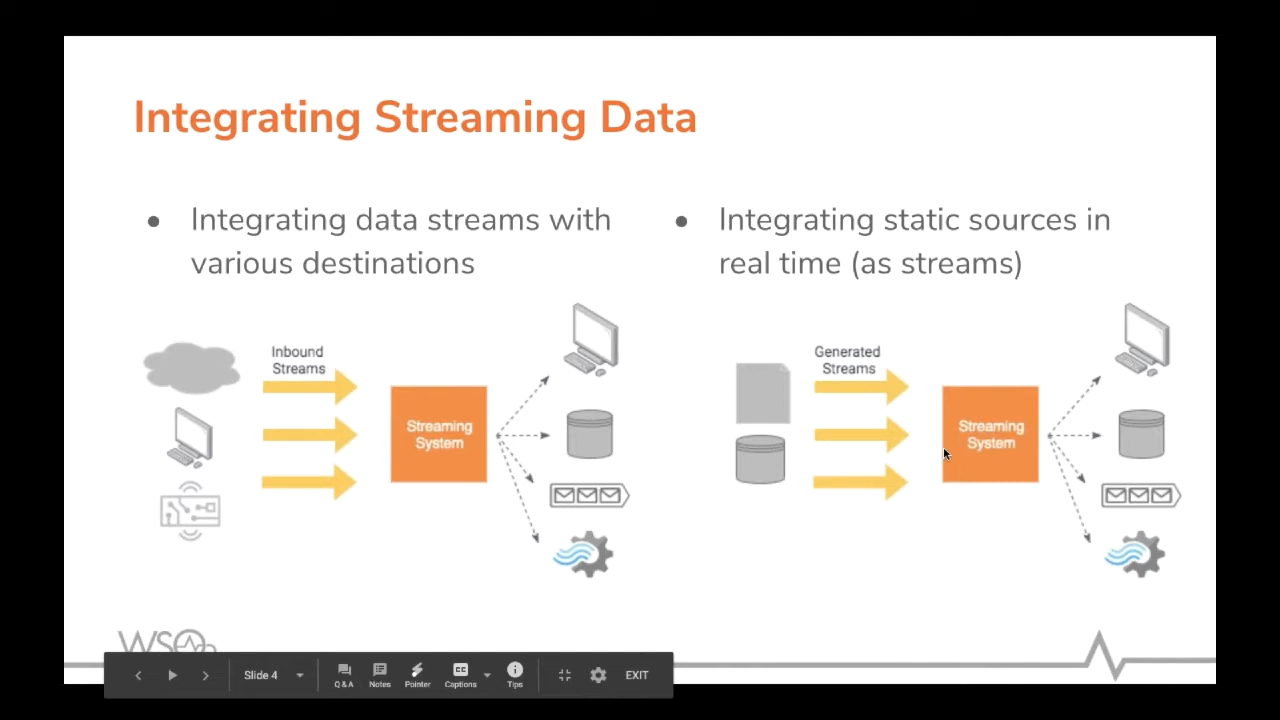 Integrating Streaming Data
● Integrating data streams with
various destinations
● Integrating static sources in
real time (as streams)
Inbound
Streams
Streaming
System
Generated
Streams
Streaming
System
Slide 4
Q&A
Notes
Pointer
CC
Captions
Tips
EXIT